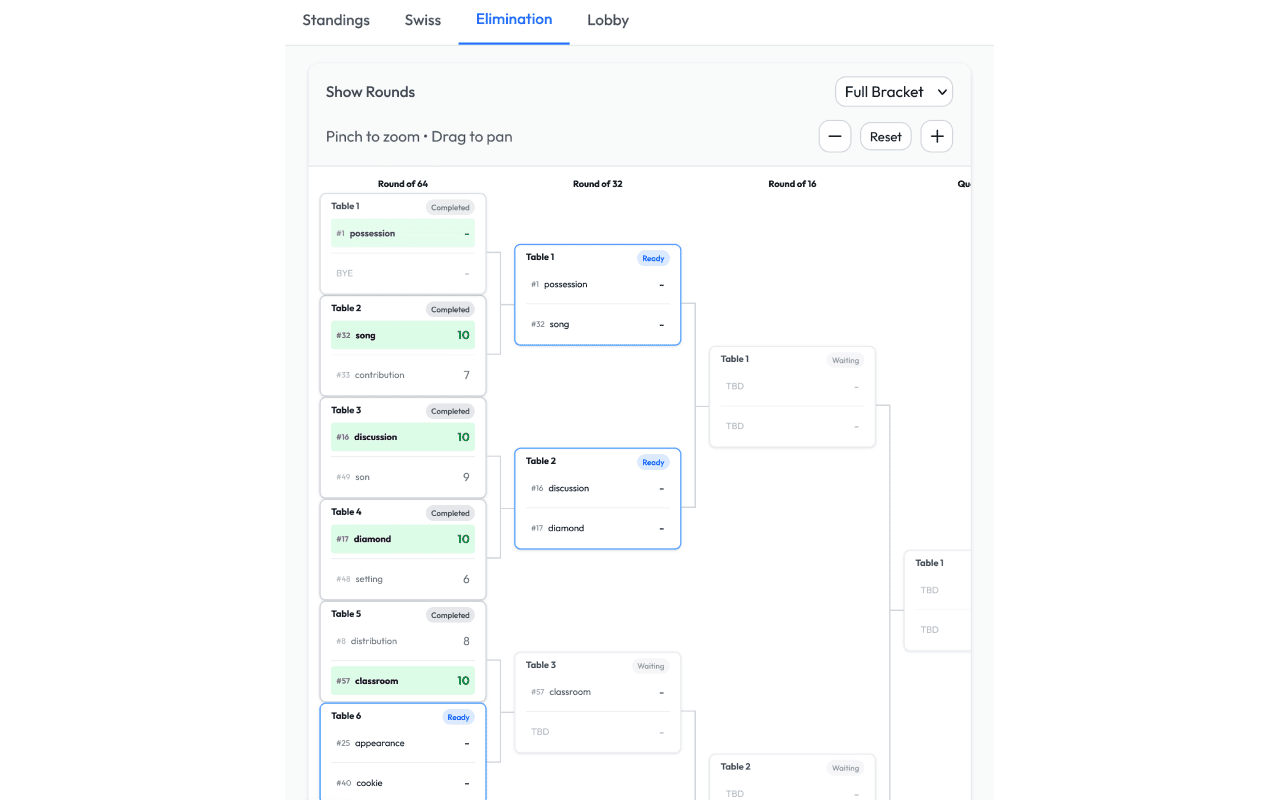 Standings Swiss Elimination Lobby
Show Rounds Full Bracket
Pinch to zoom • Drag to pan Reset
Round of 64 Round of 32 Round of 16 Qu
Table 1 Completed
#1 possession -
BYE -
Table 2 Completed
#32 song 10
#33 contribution 7
Table 3 Completed
#16 discussion 10
#49 son 9
Table 4 Completed
#17 diamond 10
#48 setting 6
Table 5 Completed
#8 distribution 8
#57 classroom 10
Table 6 Ready
#25 appearance -
#40 cookie -
Table 1 Ready
#1 possession -
#32 song -
Table 2 Ready
#16 discussion -
#17 diamond -
Table 3 Waiting
#57 classroom -
TBD -
Table 1 Waiting
TBD -
TBD -
Table 2 Waiting
TBD -
Table 1
TBD
TBD